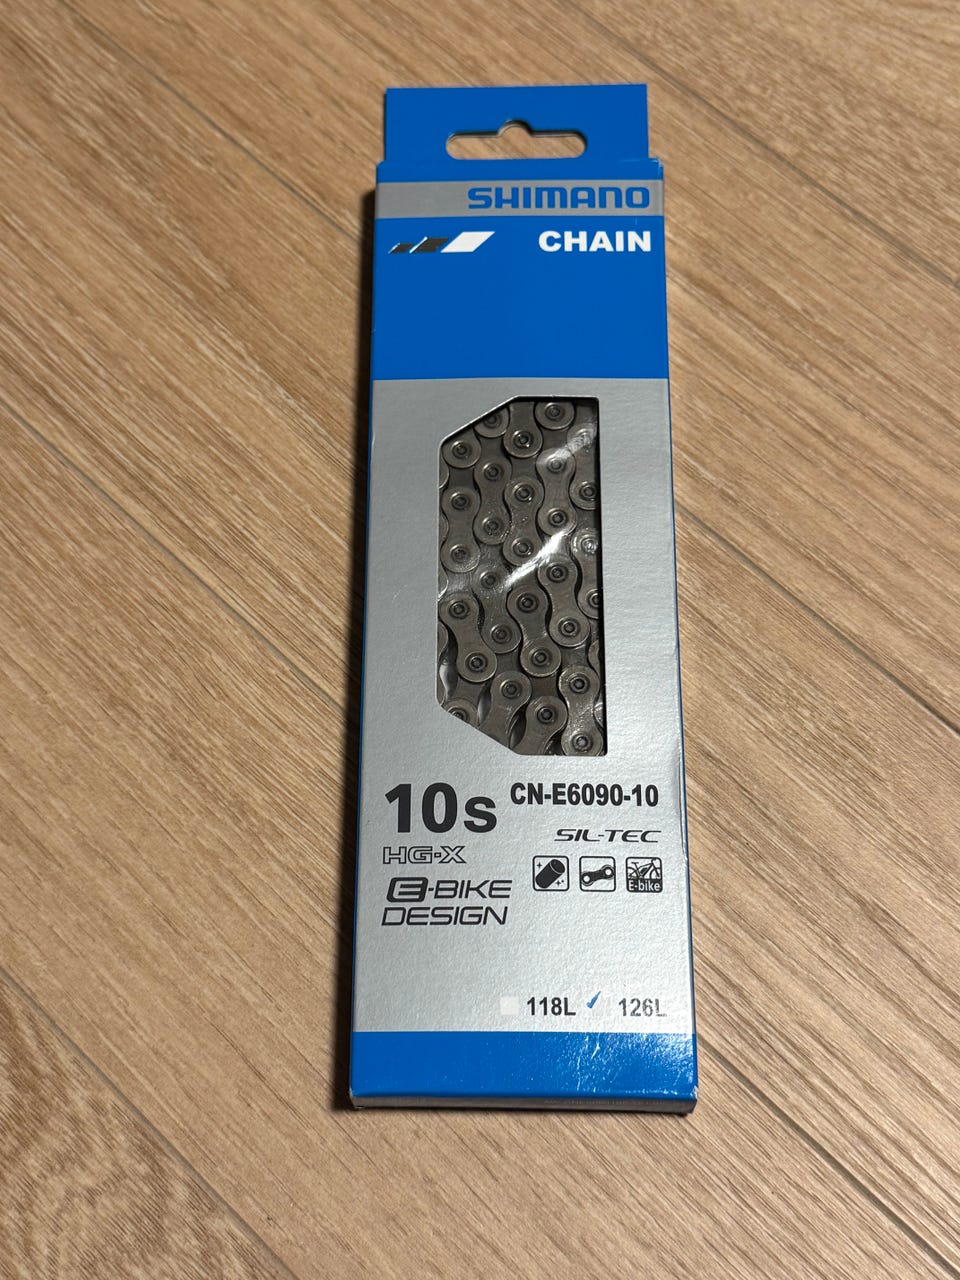 SHIMANO
CHAIN
10s CN-E6090-10
SIL-TEC
HG-X
E-BIKE
DESIGN
E-bike
118L 126L